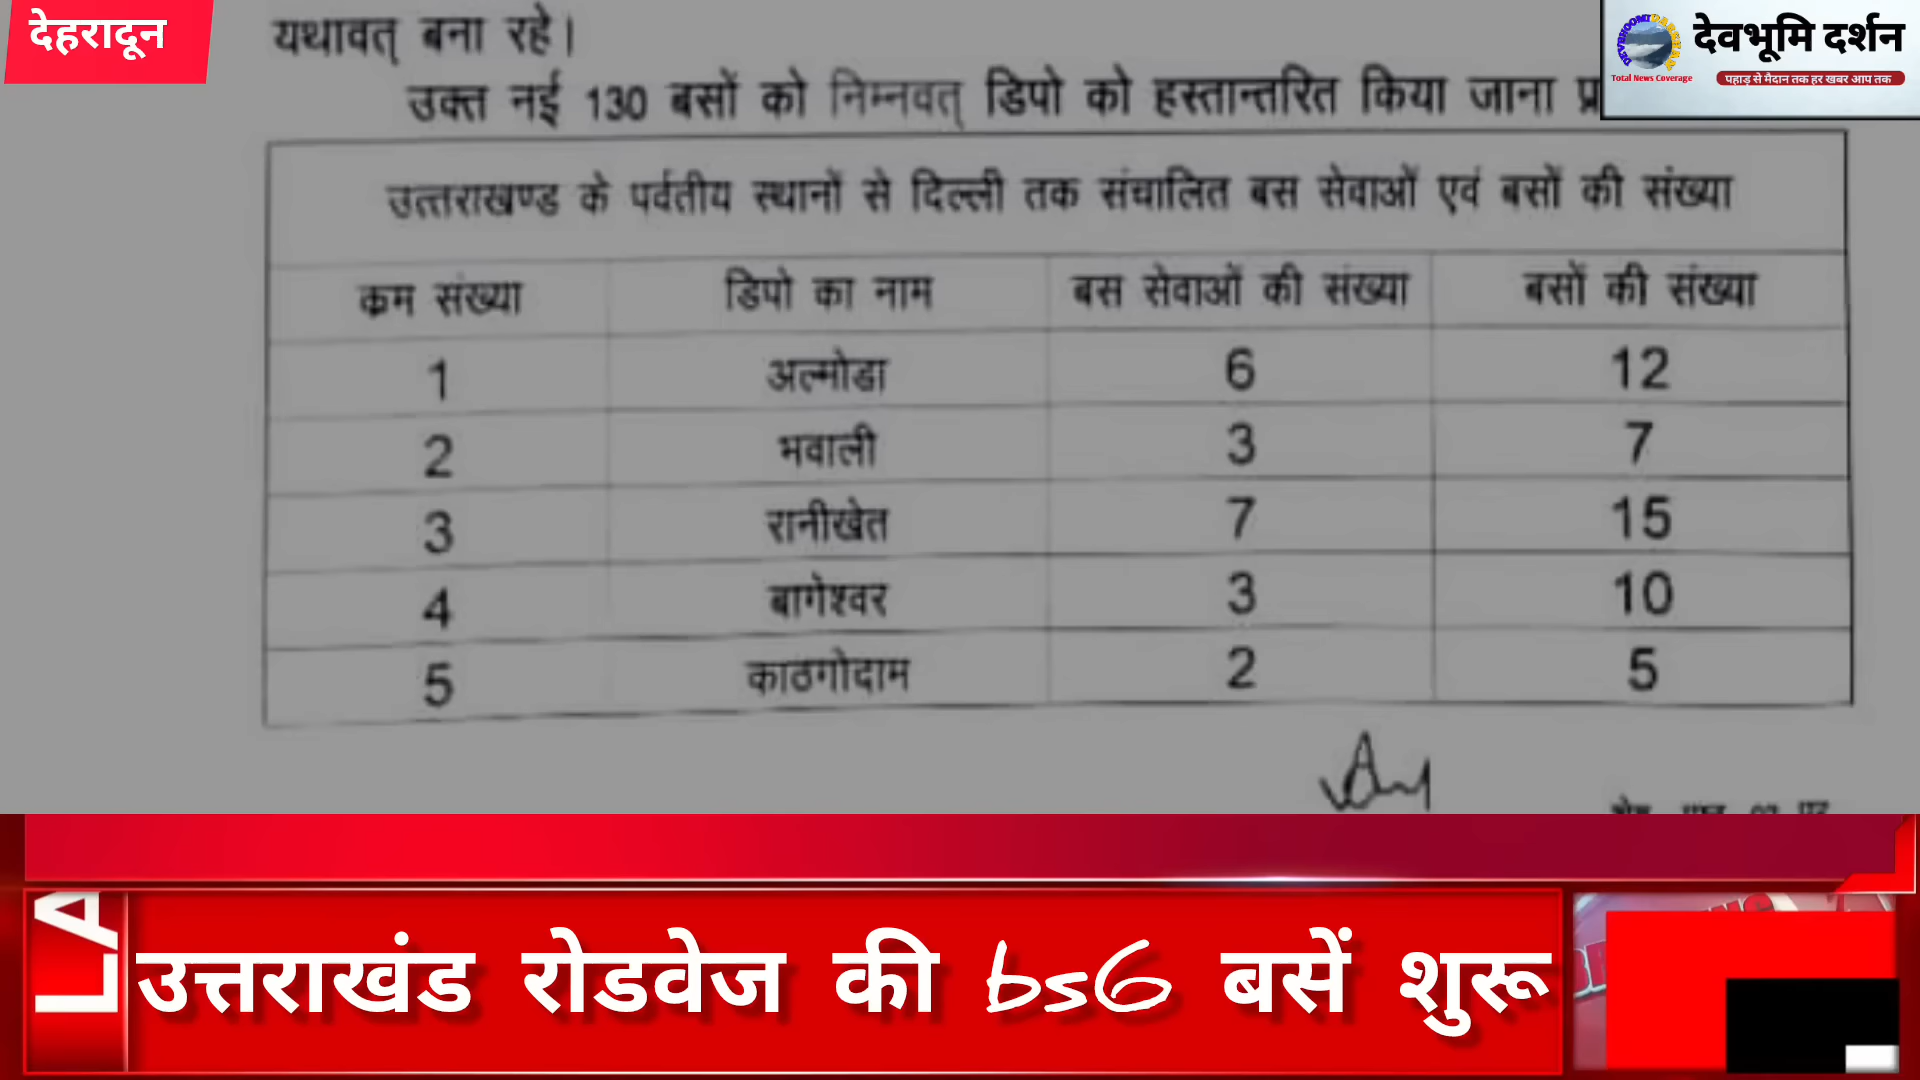 देहरादून
यथावत् बना रहे।
उक्त नई 130 बसों को निम्नवत् डिपो को हस्तान्तरित किया जाना
देवभूमि दर्शन
DEVBHOOMI DARSHAN
Total News Coverage
पहाड़ से मैदान तक हर खबर आप तक
उत्तराखण्ड के पर्वतीय स्थानों से दिल्ली तक संचालित बस सेवाओं एवं बसों की संख्या
क्रम संख्या डिपो का नाम बस सेवाओं की संख्या बसों की संख्या
1 अल्मोडा 6 12
2 भवाली 3 7
3 रानीखेत 7 15
4 बागेश्वर 3 10
5 काठगोदाम 2 5
LA
उत्तराखंड रोडवेज की bs6 बसें शुरू